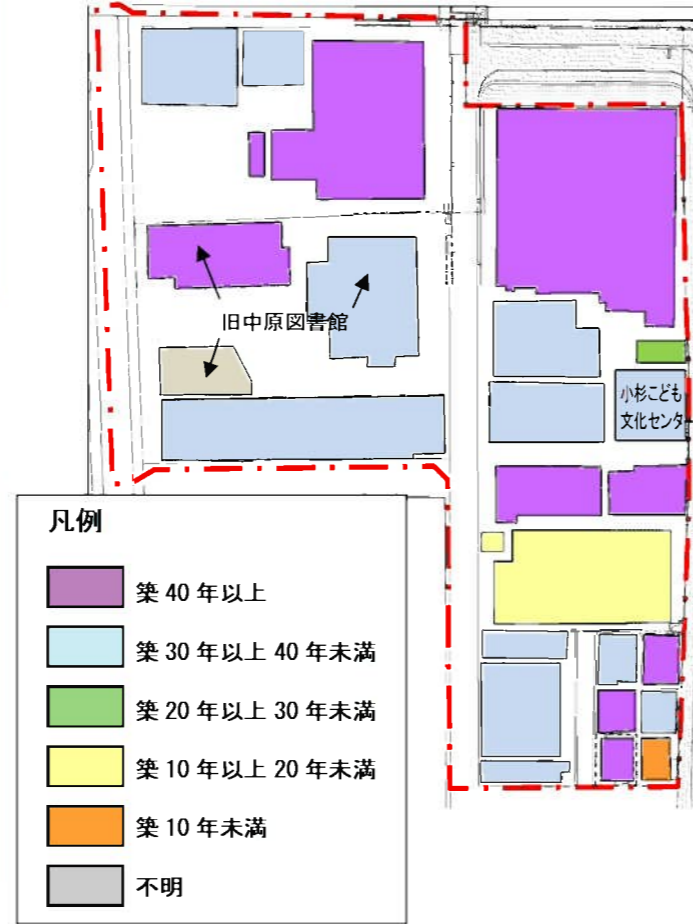 旧中原図書館
小杉こども
文化センタ
凡例
築 40 年以上
築 30 年以上 40 年未満
築 20 年以上 30 年未満
築 10 年以上 20 年未満
築 10 年未満
不明